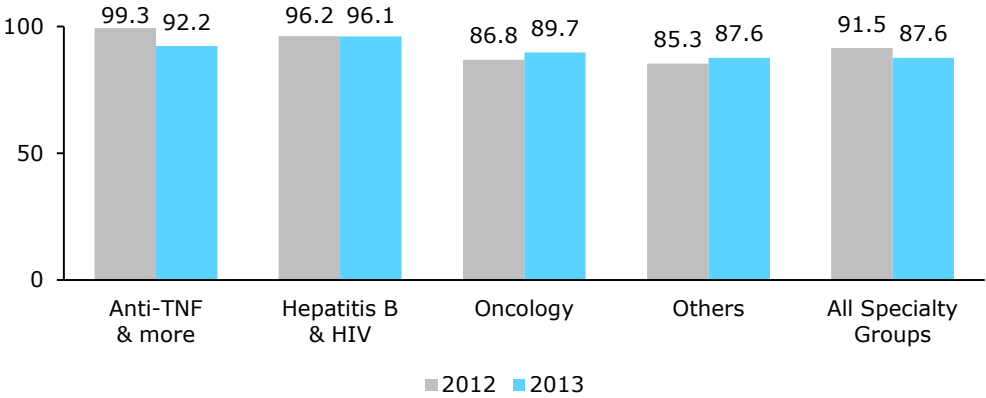 99.3 92.2 96.2 96.1 86.8 89.7 85.3 87.6 91.5 87.6
100
50
0
Anti-TNF
& more
Hepatitis B
& HIV
Oncology
Others
All Specialty
Groups
2012 2013